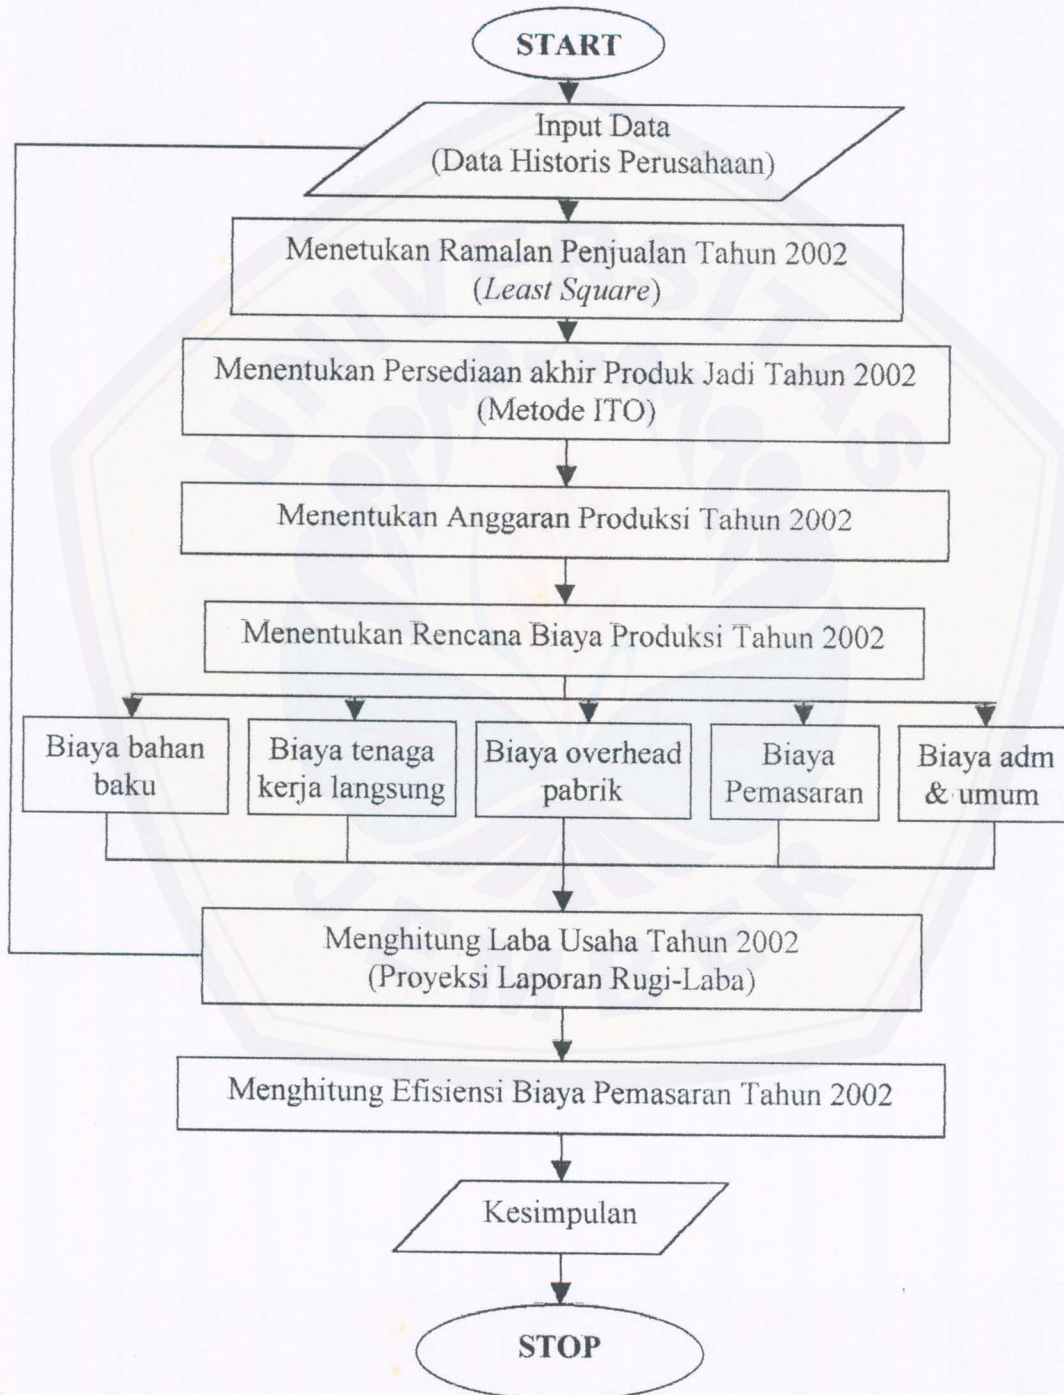 START
Input Data
(Data Historis Perusahaan)
Menetukan Ramalan Penjualan Tahun 2002
(Least Square)
Menentukan Persediaan akhir Produk Jadi Tahun 2002
(Metode ITO)
Menentukan Anggaran Produksi Tahun 2002
Menentukan Rencana Biaya Produksi Tahun 2002
Biaya bahan
baku
Biaya tenaga
kerja langsung
Biaya overhead
pabrik
Biaya
Pemasaran
Biaya adm
& umum
Menghitung Laba Usaha Tahun 2002
(Proyeksi Laporan Rugi-Laba)
Menghitung Efisiensi Biaya Pemasaran Tahun 2002
Kesimpulan
STOP
UNIVERSITAS
JEMBER